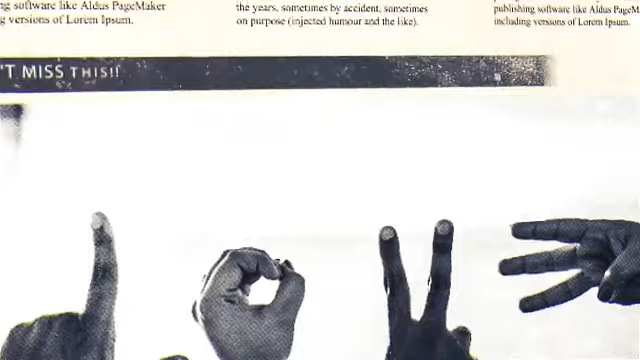 ng software like Aldus PageMaker
g versions of Lorem Ipsum.
the years, sometimes by accident, sometimes
on purpose (injected humour and the like).
publishing software like Aldus PageM
including versions of Lorem Ipsum.
'T MISS THIS!!